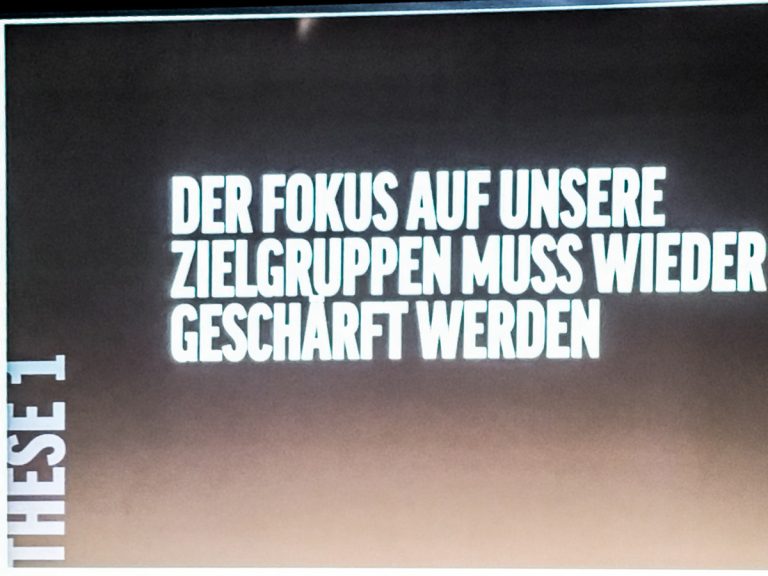 DER FOKUS AUF UNSERE
ZIELGRUPPEN MUSS WIEDER
GESCHÄRFT WERDEN
THESE 1